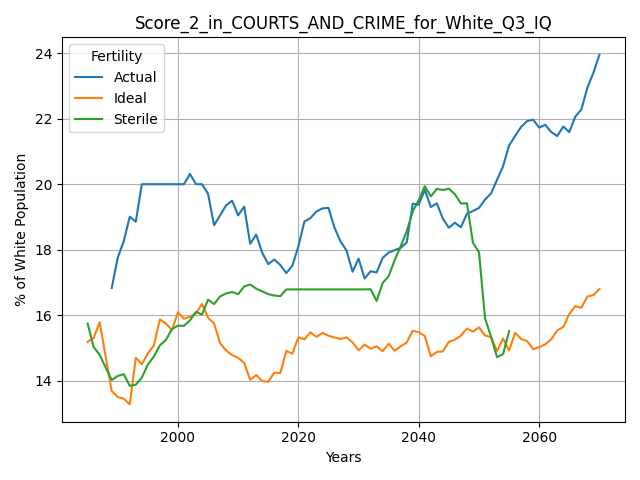 Score_2_in_COURTS_AND_CRIME_for_White_Q3_IQ
Fertility
Actual
Ideal
Sterile
% of White Population
24
22
20
18
16
14
2000
2020
2040
2060
Years